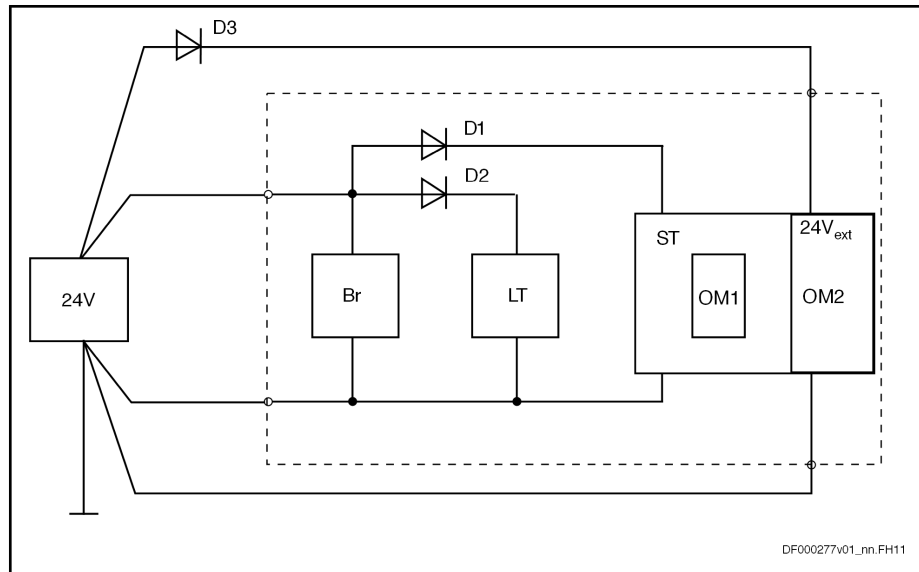 D3
D1
D2
24V
Br
LT
ST
OM1
24Vext
OM2
DF000277v01_nn.FH11